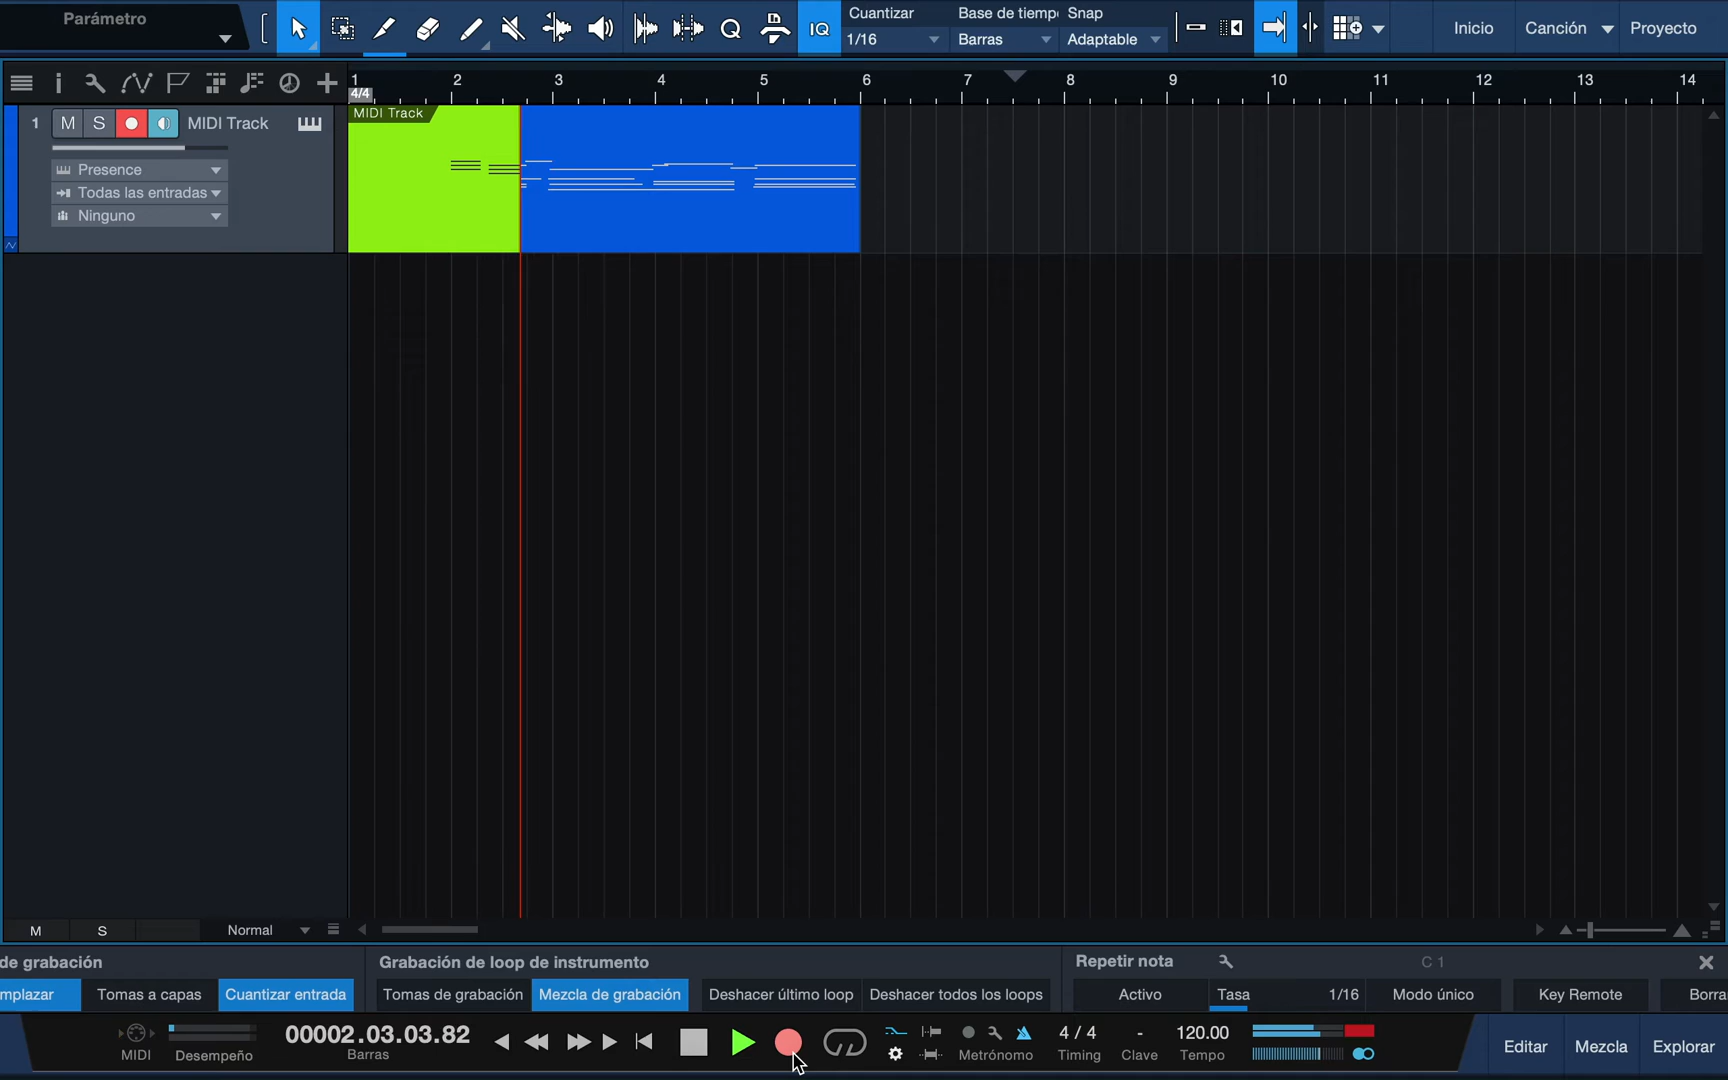 Parámetro
IQ
Cuantizar
1/16
Base de tiemp
Barras
Snap
Adaptable
Inicio
Canción
Proyecto
1 2 3 4 5 6 7 8 9 10 11 12 13 14
4/4
1 M S MIDI Track
MIDI Track
Presence
Todas las entradas
Ninguno
M S Normal
de grabación
Grabación de loop de instrumento
Repetir nota
C 1
mplazar
Tomas a capas
Cuantizar entrada
Tomas de grabación
Mezcla de grabación
Deshacer último loop
Deshacer todos los loops
Activo
Tasa 1/16
Modo único
Key Remote
Borra
MIDI
Desempeño
00002.03.03.82
Barras
Metrónomo
4 / 4
Timing
-
Clave
120.00
Tempo
Editar
Mezcla
Explorar